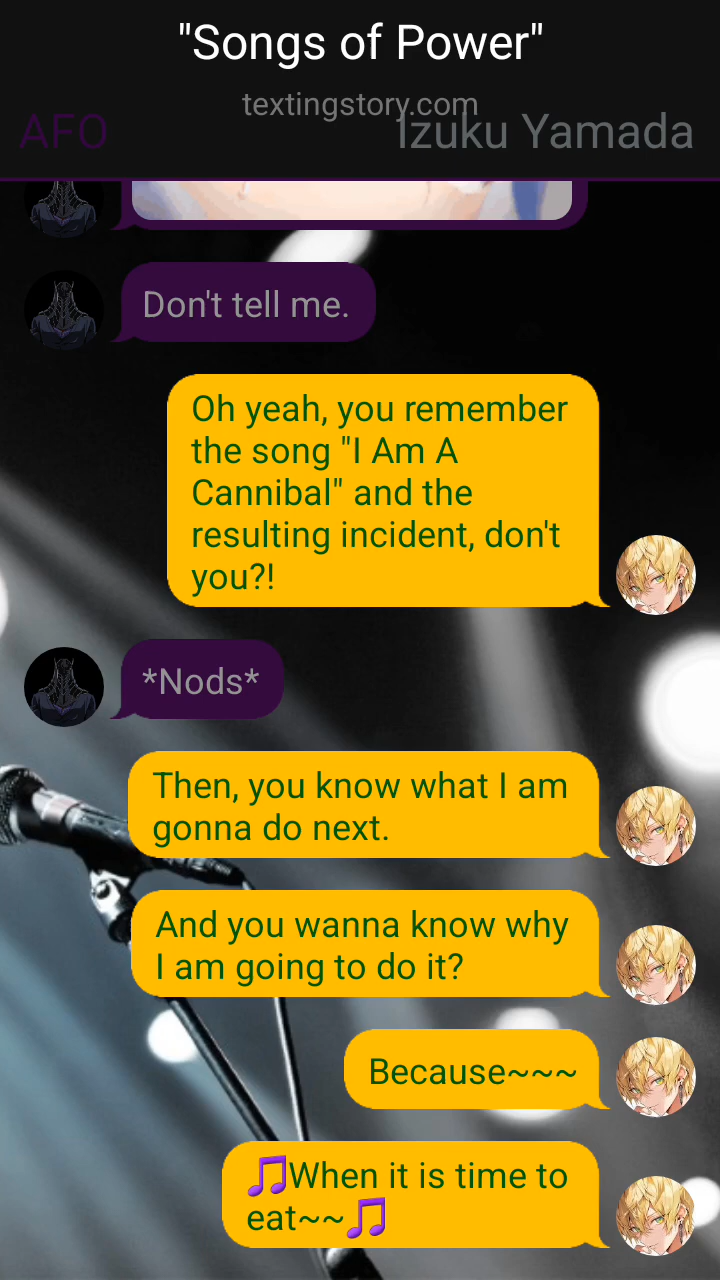 "Songs of Power"
textingstory.com
AFO
Izuku Yamada
Don't tell me.
Oh yeah, you remember
the song "I Am A
Cannibal" and the
resulting incident, don't
you?!
*Nods*
Then, you know what I am
gonna do next.
And you wanna know why
I am going to do it?
Because~~~
🎵When it is time to
eat~~🎵